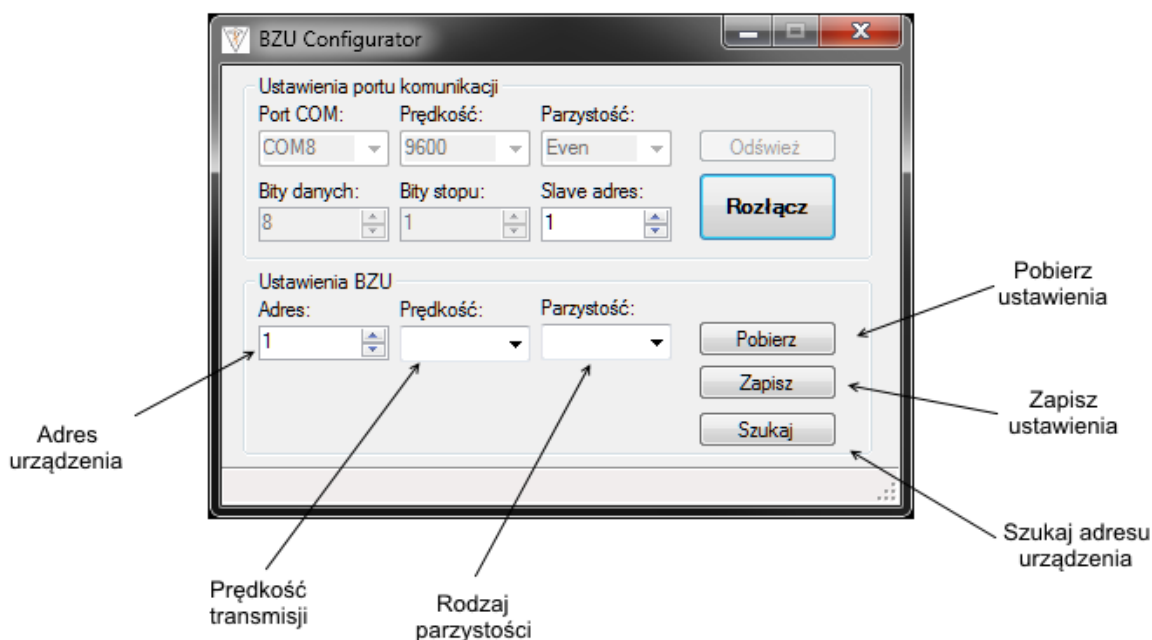 BZU Configurator
Ustawienia portu komunikacji
Port COM: Prędkość: Parzystość:
COM8 9600 Even Odśwież
Bity danych: Bity stopu: Slave adres:
8 1 1 Rozłącz
Ustawienia BZU
Adres: Prędkość: Parzystość:
1 Pobierz
Zapisz
Szukaj
Pobierz
ustawienia
Zapisz
ustawienia
Adres
urządzenia
Szukaj adresu
urządzenia
Prędkość
transmisji
Rodzaj
parzystości